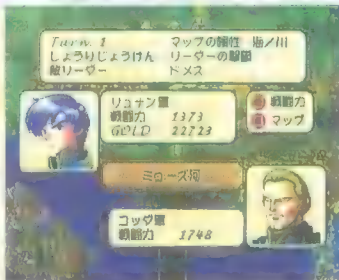 Turn. 1 マップの属性 海／川
しょうりじょうけん リーダーの撃破
敵リーダー ドメス
リュナン軍
戦闘力 1373
GOLD 22723
戦闘力
マップ
ミューズ河
コッダ軍
戦闘力 1748